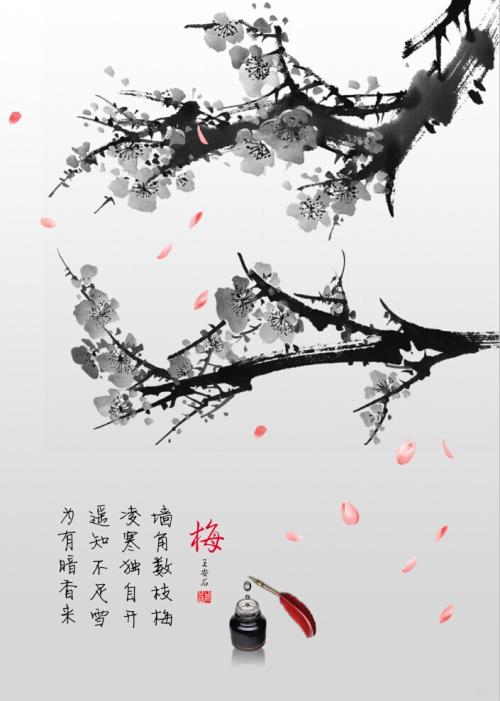 梅
王安石
墙角数枝梅
凌寒独自开
遥知不是雪
为有暗香来